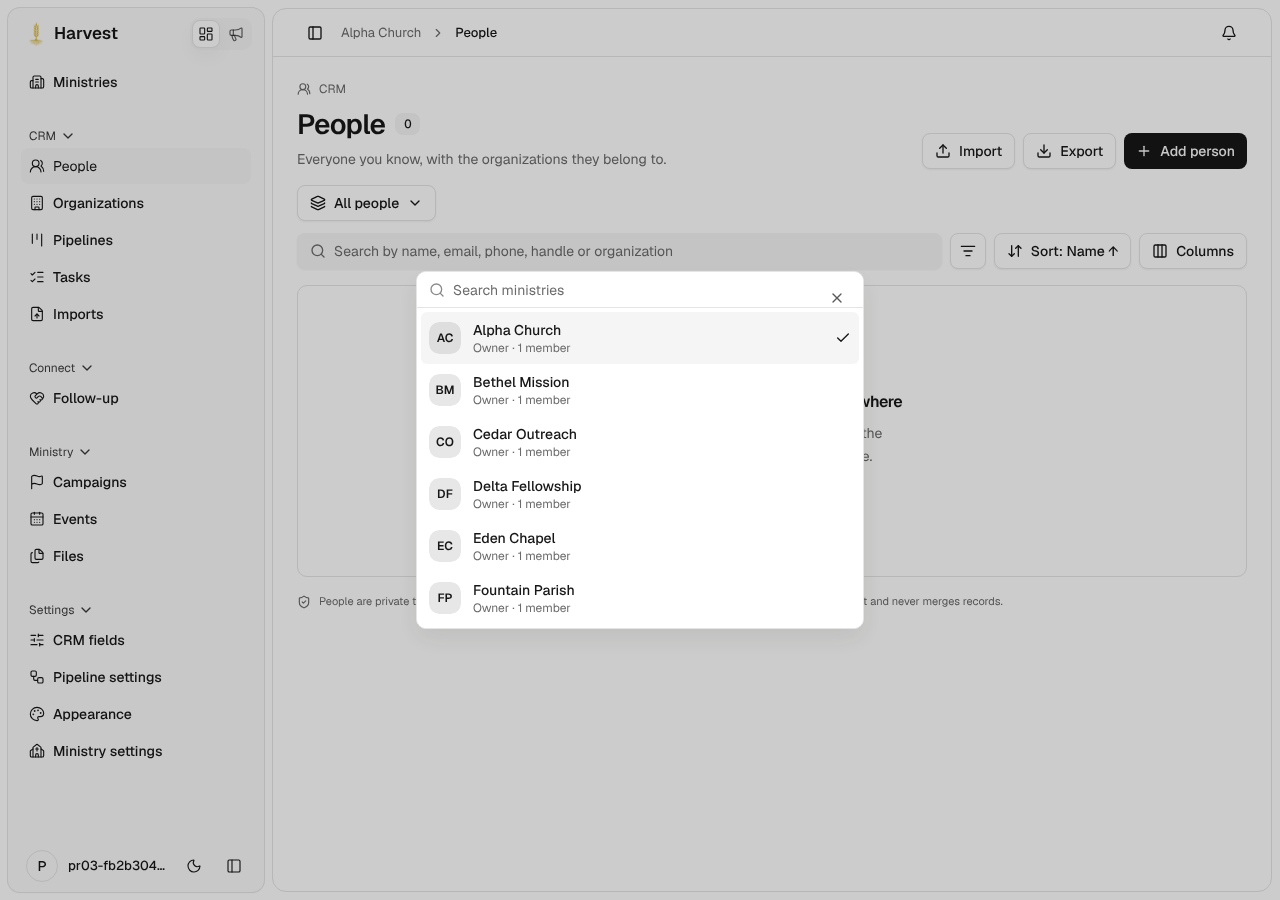 Harvest
Ministries
CRM
People
Organizations
Pipelines
Tasks
Imports
Connect
Follow-up
Ministry
Campaigns
Events
Files
Settings
CRM fields
Pipeline settings
Appearance
Ministry settings
P
pr03-fb2b304…
Alpha Church
People
CRM
People 0
Everyone you know, with the organizations they belong to.
Import
Export
Add person
All people
Search by name, email, phone, handle or organization
Sort: Name ↑
Columns
Search ministries
AC
Alpha Church
Owner · 1 member
BM
Bethel Mission
Owner · 1 member
CO
Cedar Outreach
Owner · 1 member
DF
Delta Fellowship
Owner · 1 member
EC
Eden Chapel
Owner · 1 member
FP
Fountain Parish
Owner · 1 member
the
People are private
and never merges records.